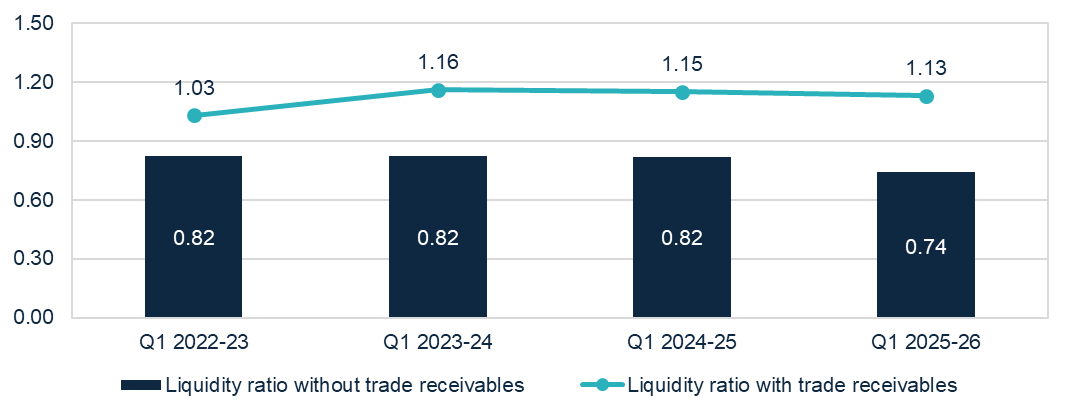 1.50
1.20
0.90
0.60
0.30
0.00
1.03
1.16
1.15
1.13
0.82
0.82
0.82
0.74
Q1 2022-23
Q1 2023-24
Q1 2024-25
Q1 2025-26
Liquidity ratio without trade receivables
Liquidity ratio with trade receivables